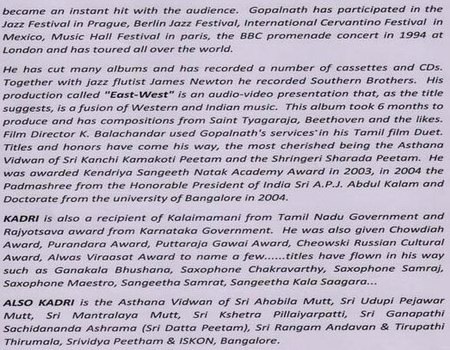 became an instant hit with the audience. Gopalnath has participated in the
Jazz Festival in Prague, Berlin Jazz Festival, International Cervantino Festival in
Mexico, Music Hall Festival in paris, the BBC promenade concert in 1994 at
London and has toured all over the world.
He has cut many albums and has recorded a number of cassettes and CDs.
Together with jazz flutist James Newton he recorded Southern Brothers. His
production called "East-West" is an audio-video presentation that, as the title
suggests, is a fusion of Western and Indian music. This album took 6 months to
produce and has compositions from Saint Tyagaraja, Beethoven and the likes.
Film Director K. Balachandar used Gopalnath's services in his Tamil film Duet.
Titles and honors have come his way, the most cherished being the Asthana
Vidwan of Sri Kanchi Kamakoti Peetam and the Shringeri Sharada Peetam. He
was awarded Kendriya Sangeeth Natak Academy Award in 2003, in 2004 the
Padmashree from the Honorable President of India Sri A.P.J. Abdul Kalam and
Doctorate from the university of Bangalore in 2004.
KADRI is also a recipient of Kalaimamani from Tamil Nadu Government and
Rajyotsava award from Karnataka Government. He was also given Chowdiah
Award, Purandara Award, Puttaraja Gawai Award, Cheowski Russian Cultural
Award, Alwas Viraasat Award to name a few......titles have flown in his way
such as Ganakala Bhushana, Saxophone Chakravarthy, Saxophone Samraj,
Saxophone Maestro, Sangeetha Samrat, Sangeetha Kala Saagara...
ALSO KADRI is the Asthana Vidwan of Sri Ahobila Mutt, Sri Udupi Pejawar
Mutt, Sri Mantralaya Mutt, Sri Kshetra Pillaiyarpatti, Sri Ganapathi
Sachidananda Ashrama (Sri Datta Peetam), Sri Rangam Andavan & Tirupathi
Thirumala, Srividya Peetham & ISKON, Bangalore.